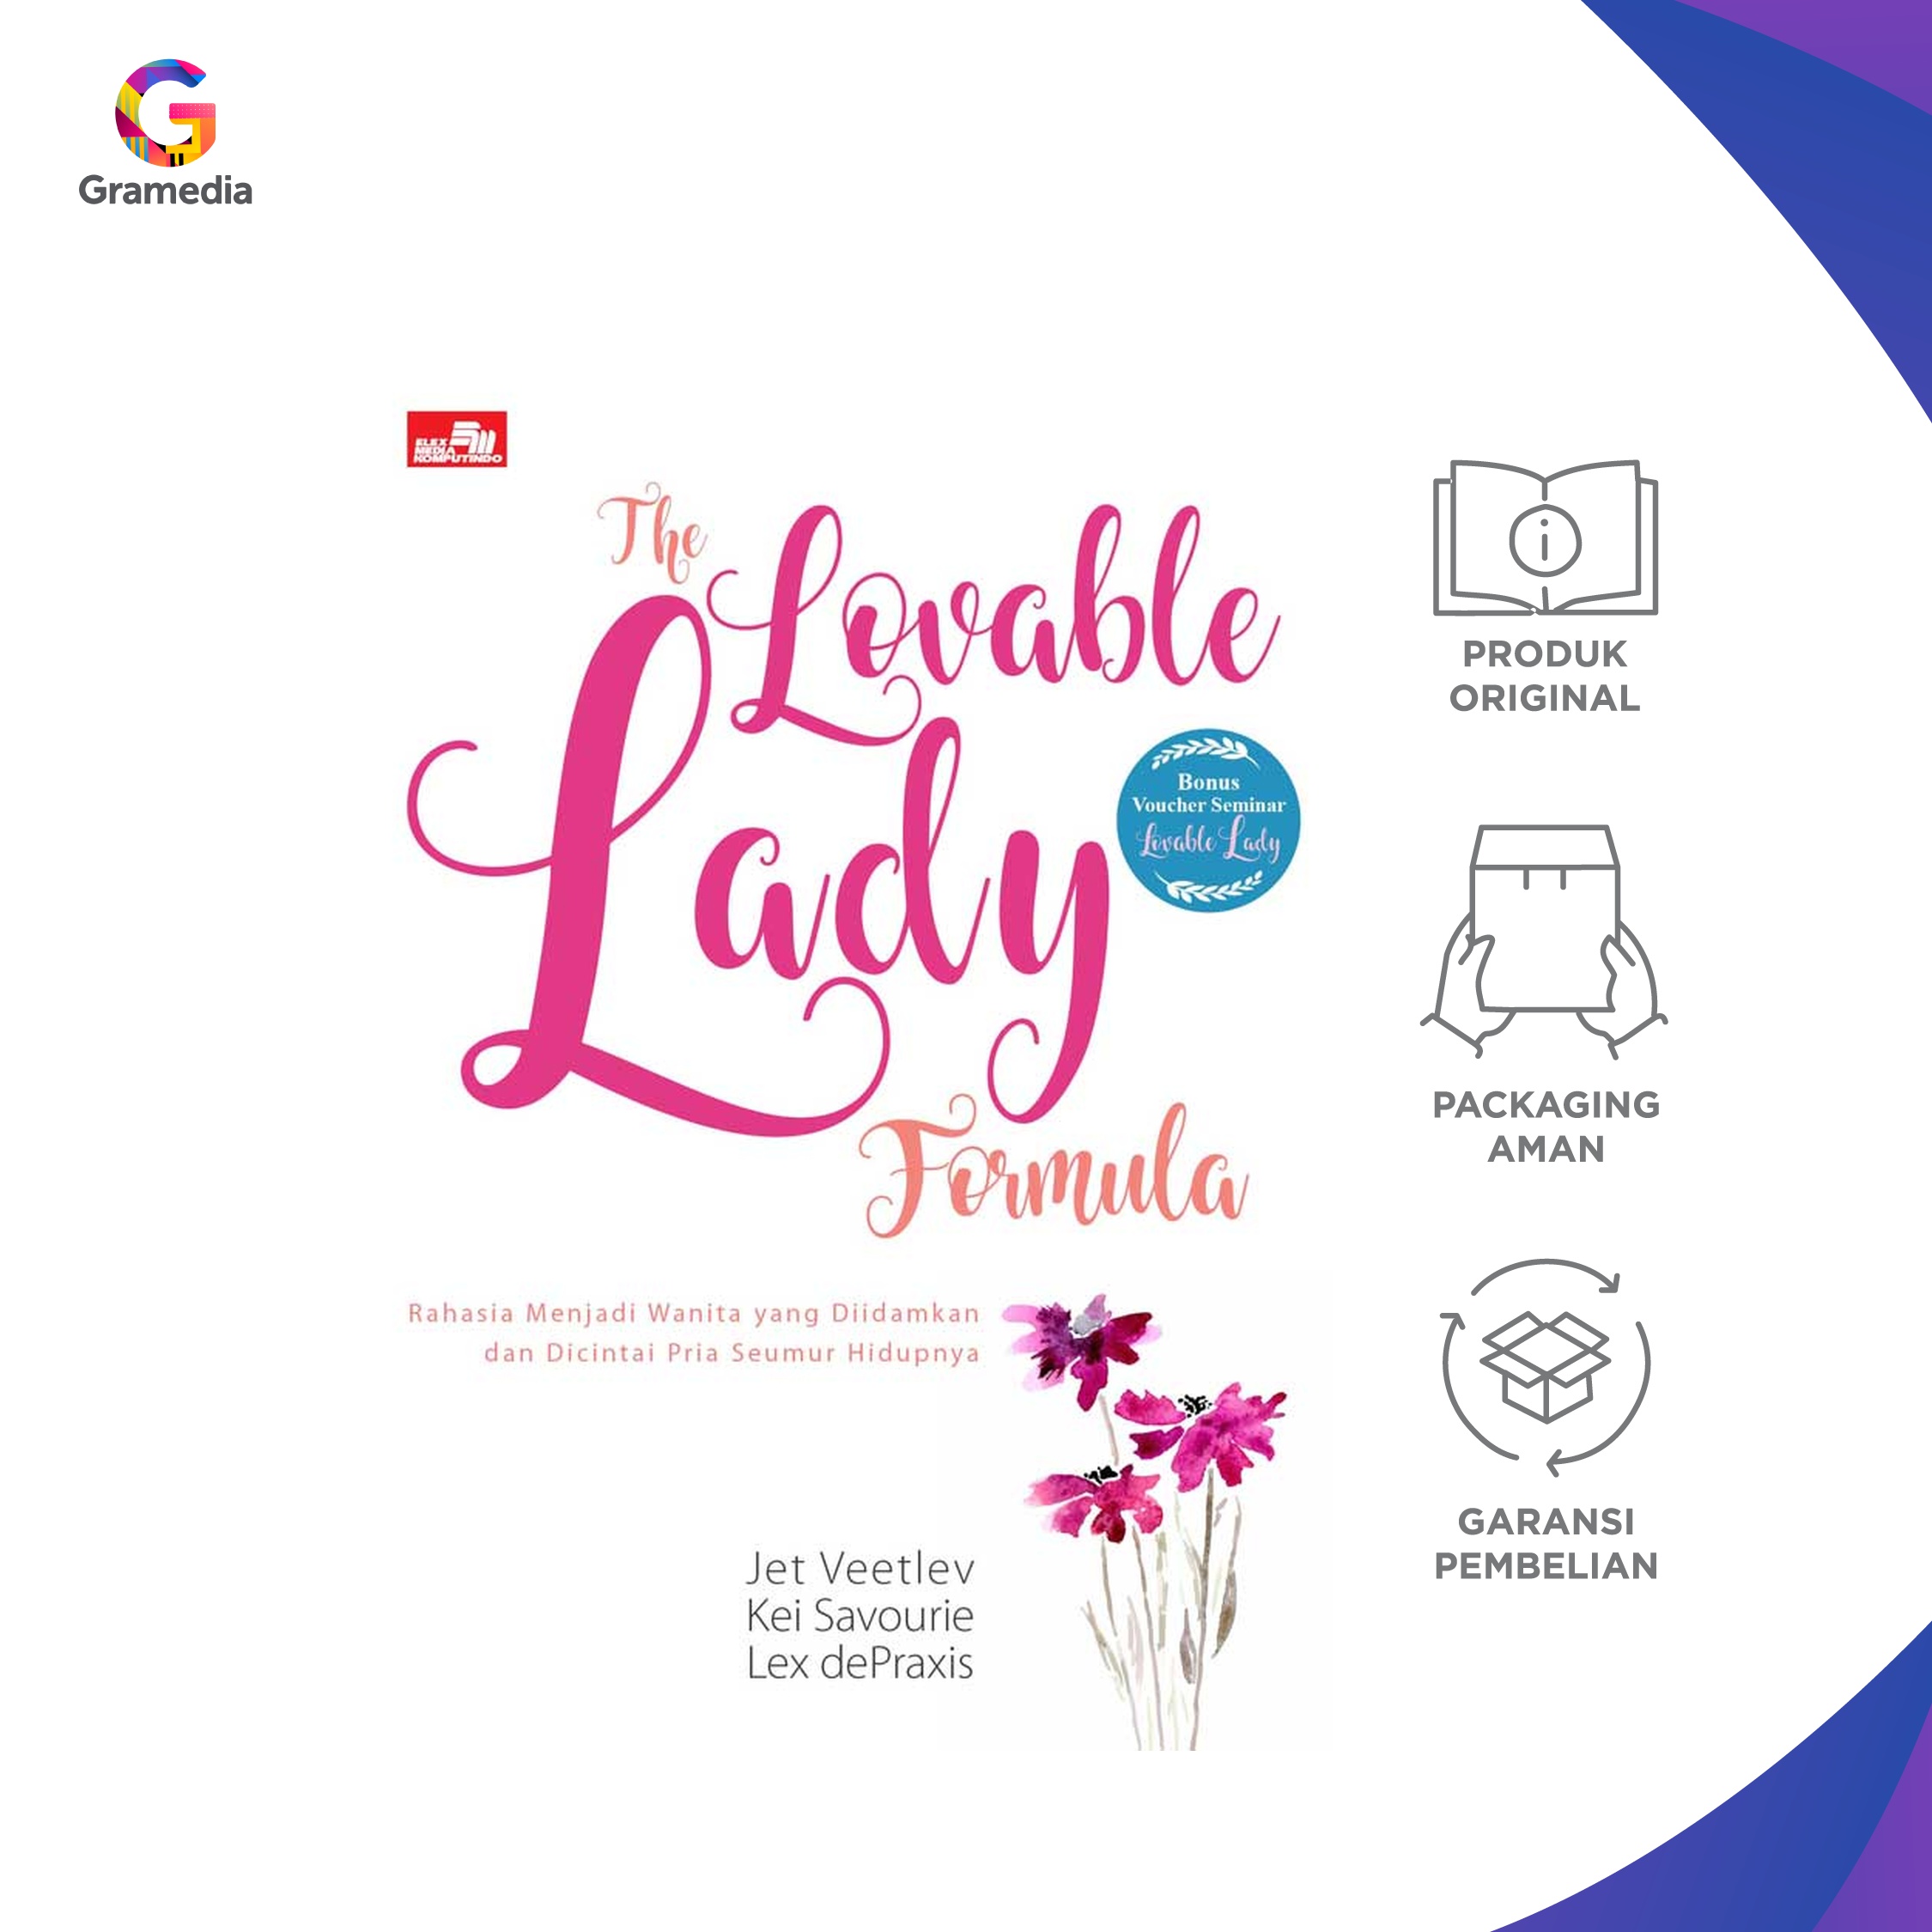 Gramedia
ELEX
MEDIA
KOMPUTINDO
The
Lovable
Lady
Formula
Bonus
Voucher Seminar
Lovable Lady
Rahasia Menjadi Wanita yang Diidamkan
dan Dicintai Pria Seumur Hidupnya
Jet Veetlev
Kei Savourie
Lex dePraxis
PRODUK
ORIGINAL
PACKAGING
AMAN
GARANSI
PEMBELIAN